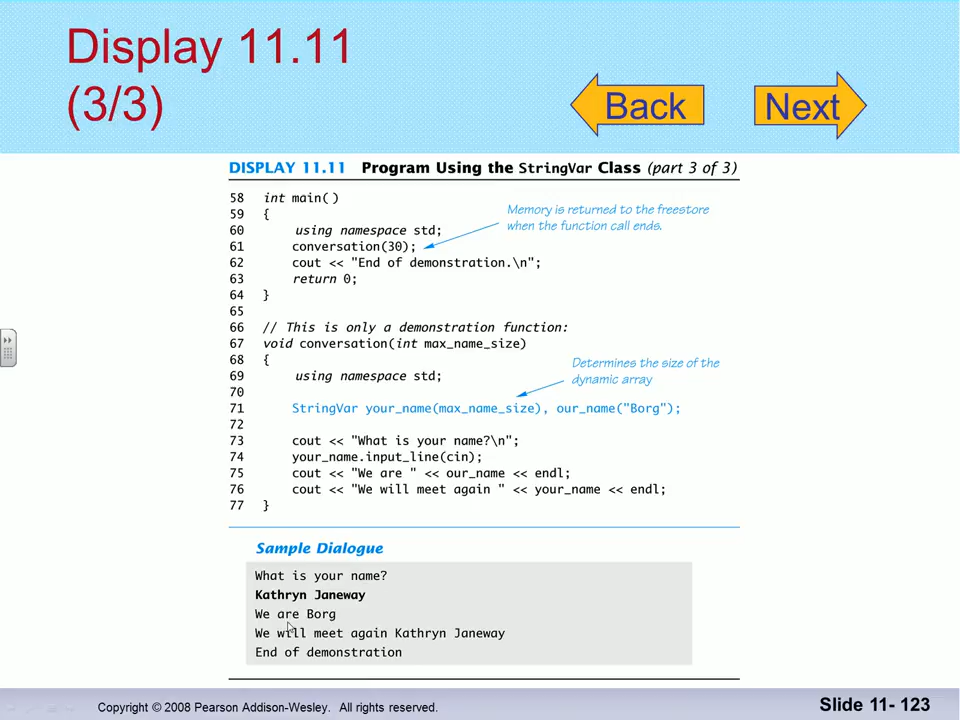 Display 11.11
(3/3)
Back
Next
DISPLAY 11.11 Program Using the StringVar Class (part 3 of 3)
58 int main( )
59 {
60 using namespace std;
61 conversation(30);
62 cout << "End of demonstration.\n";
63 return 0;
64 }
Memory is returned to the freestore
when the function call ends.
65
66 // This is only a demonstration function:
67 void conversation(int max_name_size)
68 {
69 using namespace std;
70
71 StringVar your_name(max_name_size), our_name("Borg");
Determines the size of the
dynamic array
72
73 cout << "What is your name?\n";
74 your_name.input_line(cin);
75 cout << "We are " << our_name << endl;
76 cout << "We will meet again " << your_name << endl;
77 }
Sample Dialogue
What is your name?
Kathryn Janeway
We are Borg
We will meet again Kathryn Janeway
End of demonstration
Copyright © 2008 Pearson Addison-Wesley. All rights reserved.
Slide 11- 123